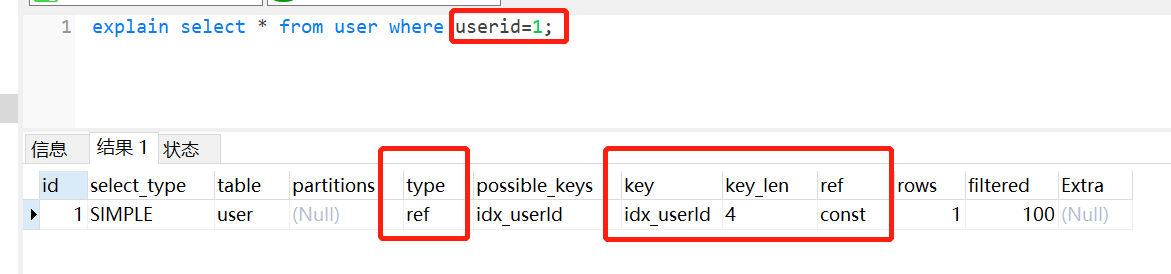 1 explain select * from user where userid=1;
信息 结果 1 状态
id select_type table partitions type possible_keys key key_len ref rows filtered Extra
1 SIMPLE user (Null) ref idx_userId idx_userId 4 const 1 100 (Null)